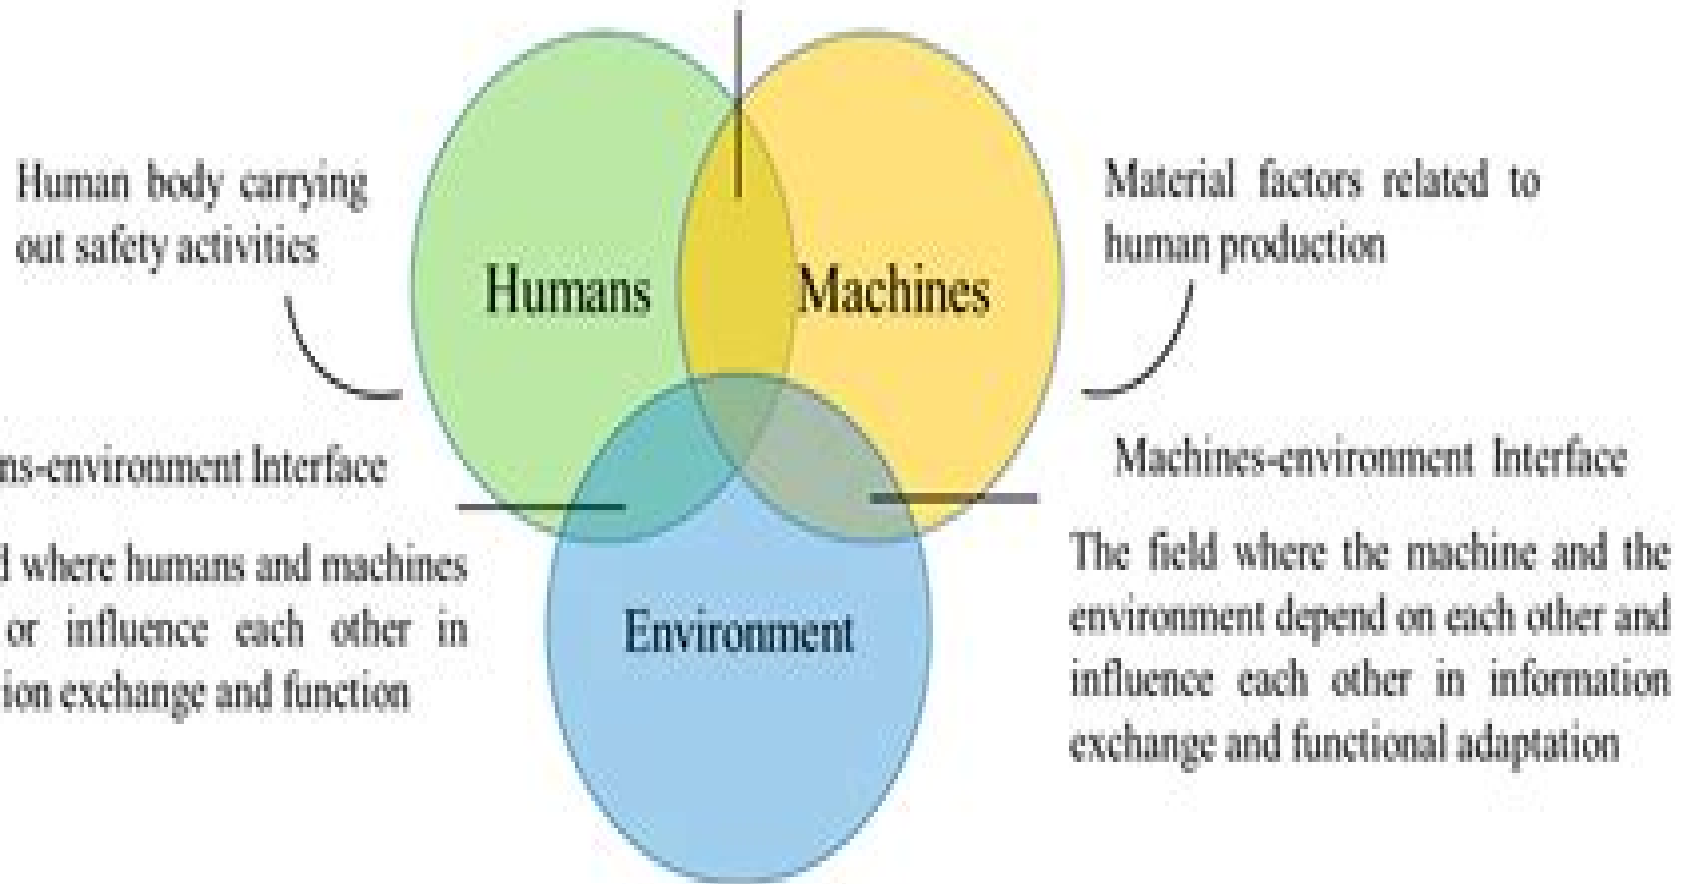 Human body carrying
out safety activities
Humans
Machines
Material factors related to
human production
ns-environment Interface
Machines-environment Interface
where humans and machines
or influence each other in
ion exchange and function
Environment
The field where the machine and the
environment depend on each other and
influence each other in information
exchange and functional adaptation